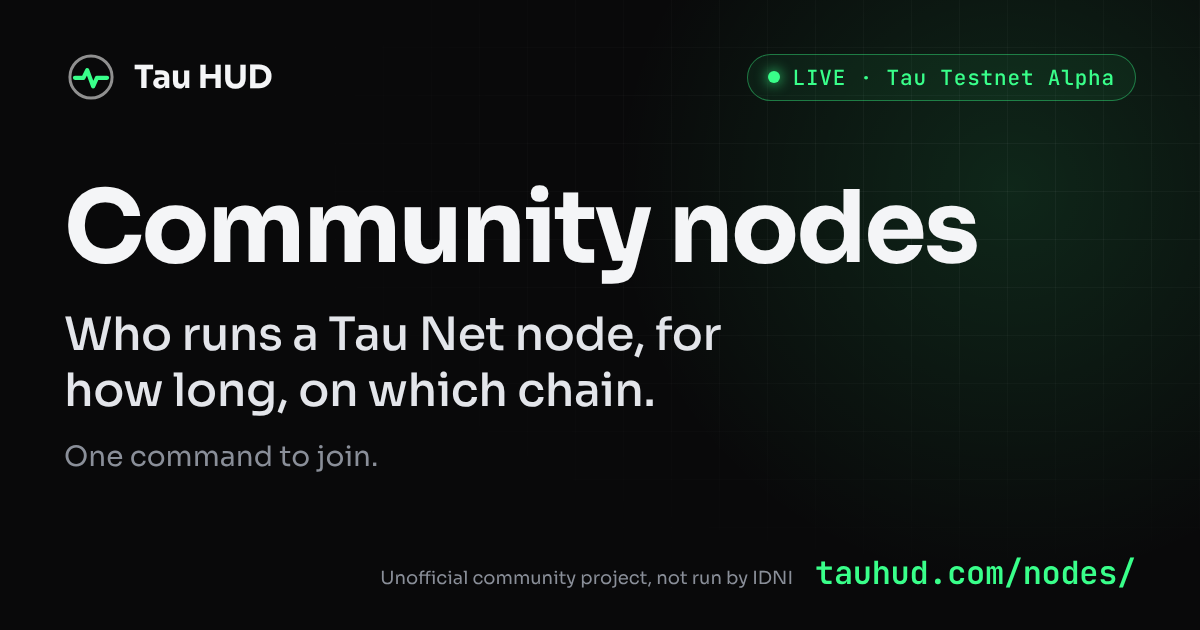 Tau HUD
LIVE · Tau Testnet Alpha
Community nodes
Who runs a Tau Net node, for
how long, on which chain.
One command to join.
Unofficial community project, not run by IDNI
tauhud.com/nodes/